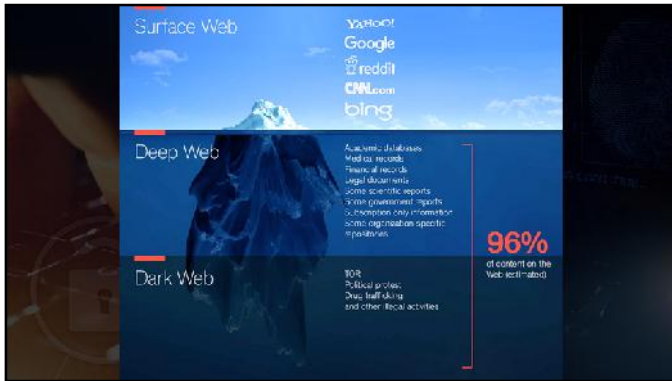 Surface Web
YAHOO!
Google
reddit
CNN.com
bing
Deep Web
Academic databases
Medical records
Financial records
Legal documents
Some scientific reports
Some government reports
Subscription only information
Some organization-specific
repositories
96%
of content on the
Web (estimated)
Dark Web
TOR
Political protest
Drug trafficking
and other illegal activities